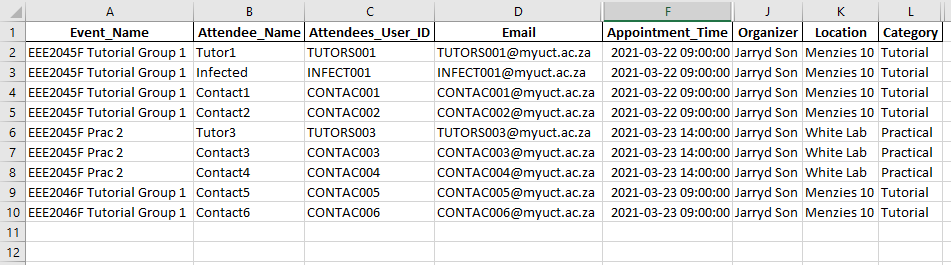 A B C D F J K L
1 Event_Name Attendee_Name Attendees_User_ID Email Appointment_Time Organizer Location Category
2 EEE2045F Tutorial Group 1 Tutor1 TUTORS001 TUTORS001@myuct.ac.za 2021-03-22 09:00:00 Jarryd Son Menzies 10 Tutorial
3 EEE2045F Tutorial Group 1 Infected INFECT001 INFECT001@myuct.ac.za 2021-03-22 09:00:00 Jarryd Son Menzies 10 Tutorial
4 EEE2045F Tutorial Group 1 Contact1 CONTAC001 CONTAC001@myuct.ac.za 2021-03-22 09:00:00 Jarryd Son Menzies 10 Tutorial
5 EEE2045F Tutorial Group 1 Contact2 CONTAC002 CONTAC002@myuct.ac.za 2021-03-22 09:00:00 Jarryd Son Menzies 10 Tutorial
6 EEE2045F Prac 2 Tutor3 TUTORS003 TUTORS003@myuct.ac.za 2021-03-23 14:00:00 Jarryd Son White Lab Practical
7 EEE2045F Prac 2 Contact3 CONTAC003 CONTAC003@myuct.ac.za 2021-03-23 14:00:00 Jarryd Son White Lab Practical
8 EEE2045F Prac 2 Contact4 CONTAC004 CONTAC004@myuct.ac.za 2021-03-23 14:00:00 Jarryd Son White Lab Practical
9 EEE2046F Tutorial Group 1 Contact5 CONTAC005 CONTAC005@myuct.ac.za 2021-03-23 09:00:00 Jarryd Son Menzies 10 Tutorial
10 EEE2046F Tutorial Group 1 Contact6 CONTAC006 CONTAC006@myuct.ac.za 2021-03-23 09:00:00 Jarryd Son Menzies 10 Tutorial
11
12